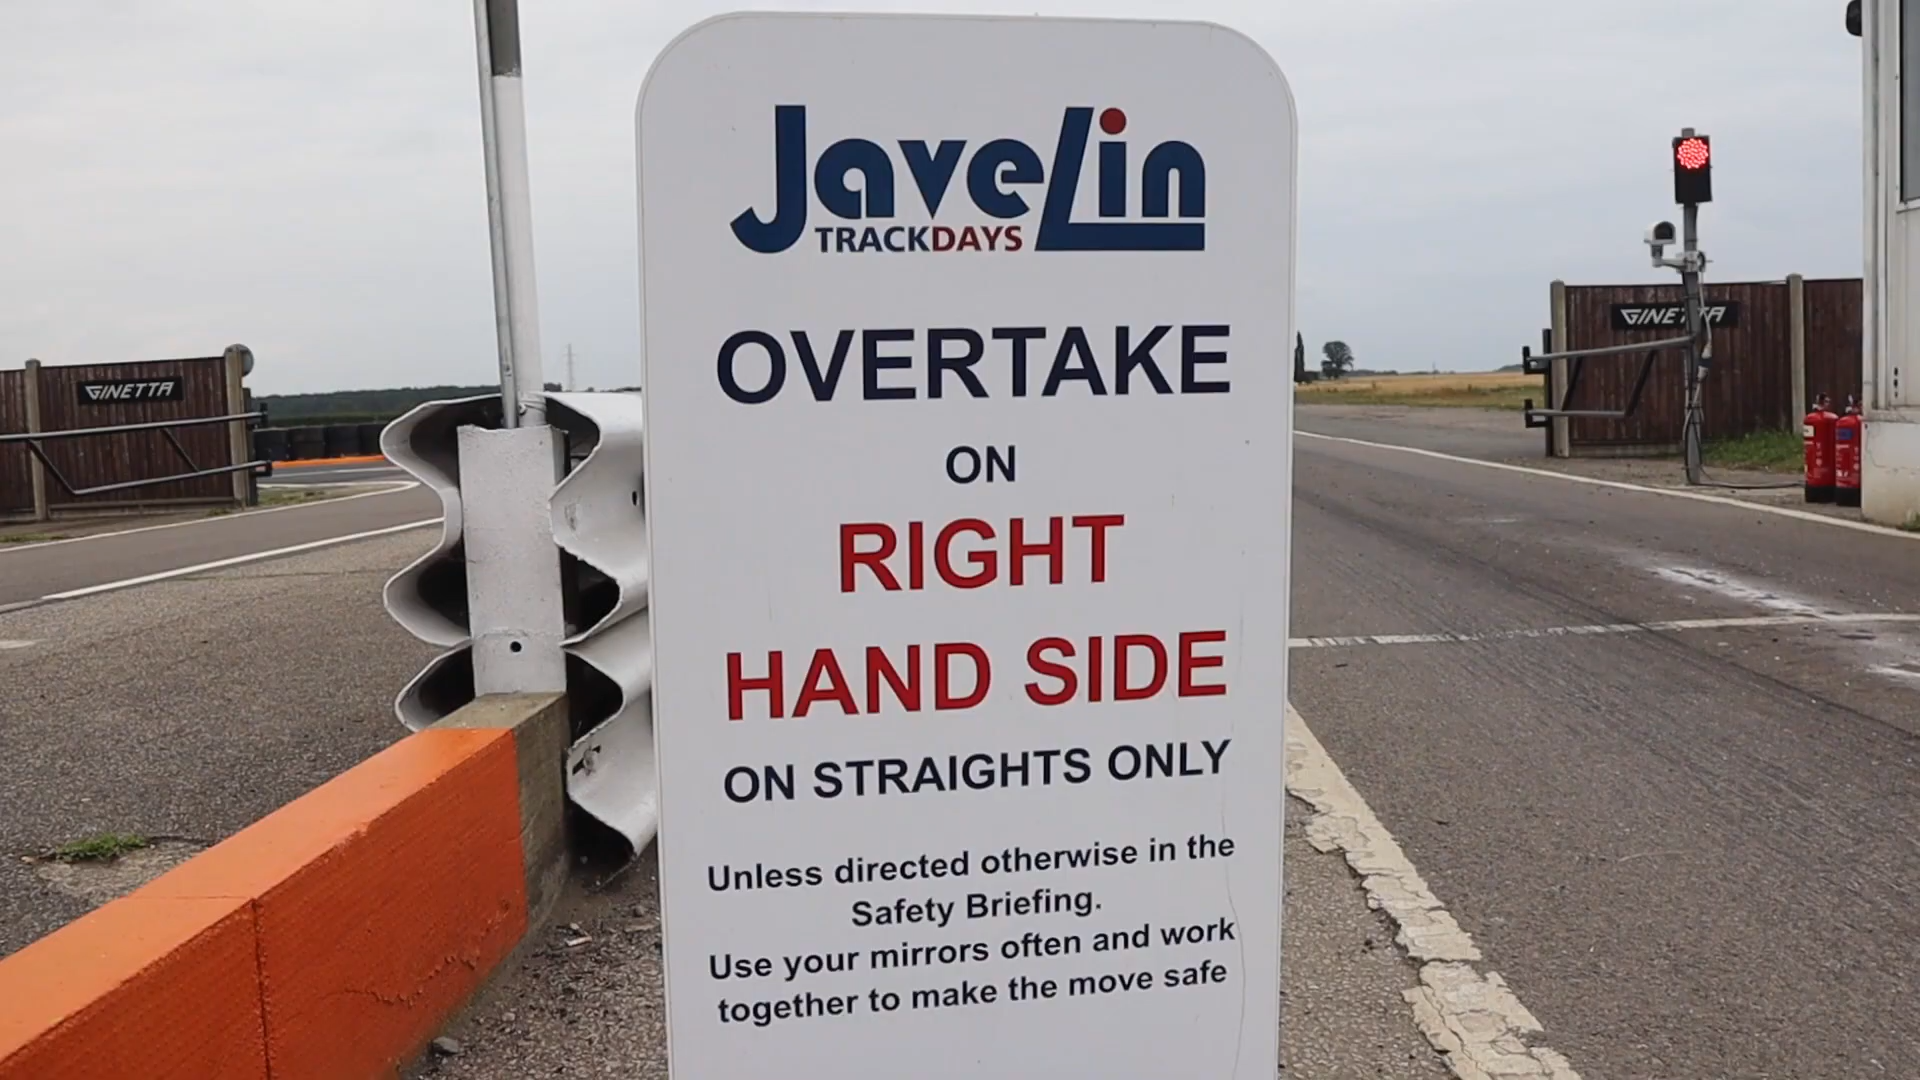 JaveLin
TRACKDAYS
OVERTAKE
ON
RIGHT
HAND SIDE
ON STRAIGHTS ONLY
Unless directed otherwise in the
Safety Briefing.
Use your mirrors often and work
together to make the move safe
GINETTA
GINETTA